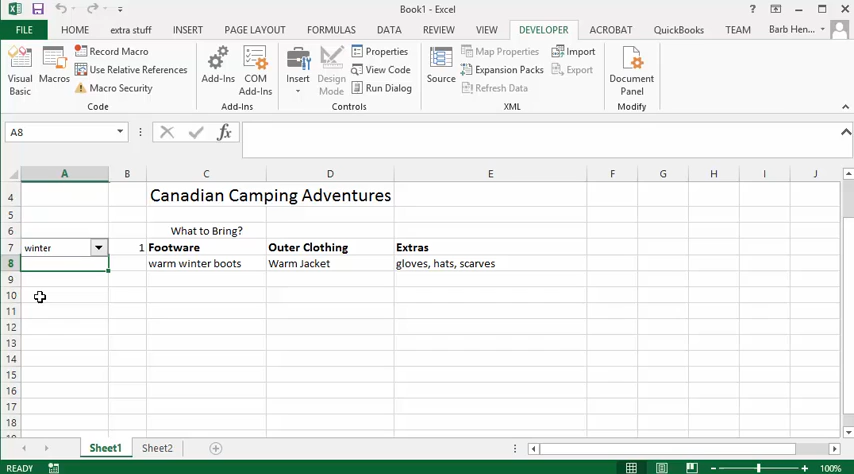 Book1 - Excel
?
FILE HOME extra stuff INSERT PAGE LAYOUT FORMULAS DATA REVIEW VIEW DEVELOPER ACROBAT QuickBooks TEAM Barb Hen...
Visual Basic
Macros
Record Macro
Use Relative References
Macro Security
Code
Add-Ins
COM Add-Ins
Add-Ins
Insert
Design Mode
Properties
View Code
Run Dialog
Controls
Source
Map Properties
Expansion Packs
Refresh Data
Import
Export
XML
Document Panel
Modify
A8
fx
A B C D E F G H I J
4 Canadian Camping Adventures
5
6 What to Bring?
7 winter 1 Footware Outer Clothing Extras
8 warm winter boots Warm Jacket gloves, hats, scarves
9
10
11
12
13
14
15
16
17
18
Sheet1 Sheet2
READY 100%